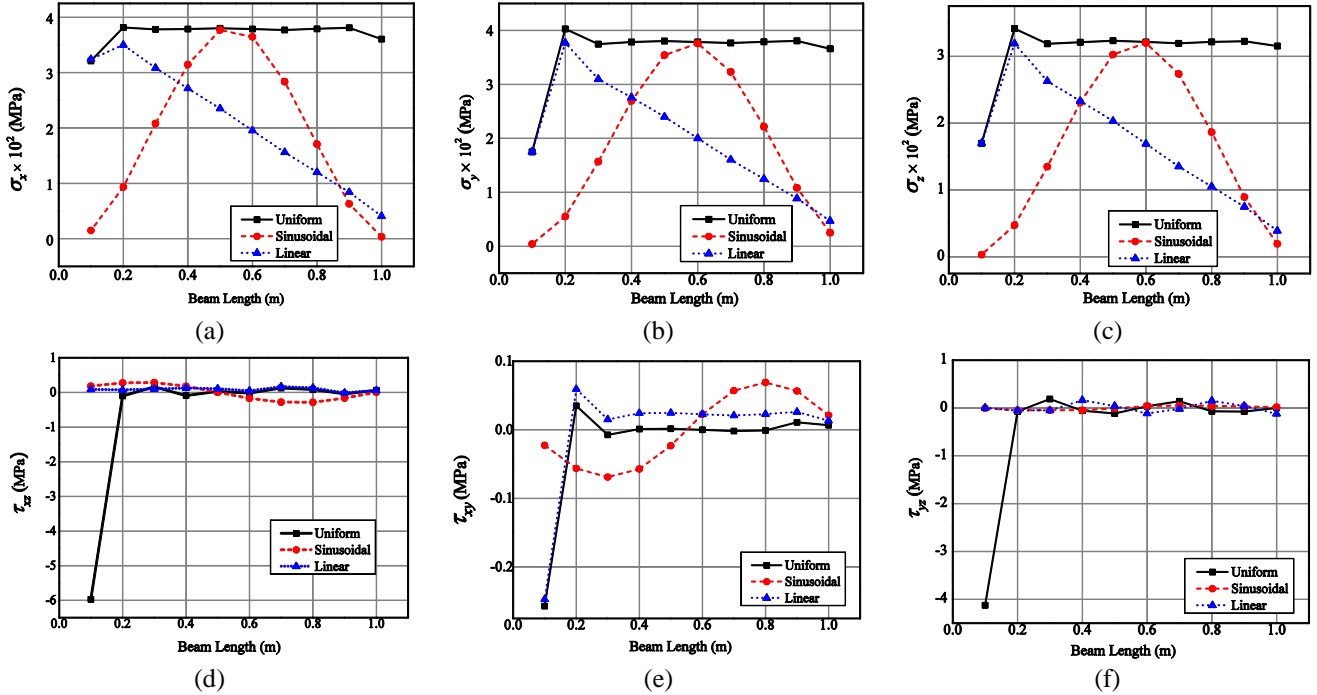 4
3
2
1
0
σx × 10² (MPa)
Uniform
Sinusoidal
Linear
0.0 0.2 0.4 0.6 0.8 1.0
Beam Length (m)
(a)
4
3
2
1
0
σy × 10² (MPa)
Uniform
Sinusoidal
Linear
0.0 0.2 0.4 0.6 0.8 1.0
Beam Length (m)
(b)
3
2
1
0
σz × 10² (MPa)
Uniform
Sinusoidal
Linear
0.0 0.2 0.4 0.6 0.8 1.0
Beam Length (m)
(c)
1
0
-1
-2
-3
-4
-5
-6
τxz (MPa)
Uniform
Sinusoidal
Linear
0.0 0.2 0.4 0.6 0.8 1.0
Beam Length (m)
(d)
0.1
0.0
-0.1
-0.2
τxy (MPa)
Uniform
Sinusoidal
Linear
0.0 0.2 0.4 0.6 0.8 1.0
Beam Length (m)
(e)
1
0
-1
-2
-3
-4
τyz (MPa)
Uniform
Sinusoidal
Linear
0.0 0.2 0.4 0.6 0.8 1.0
Beam Length (m)
(f)